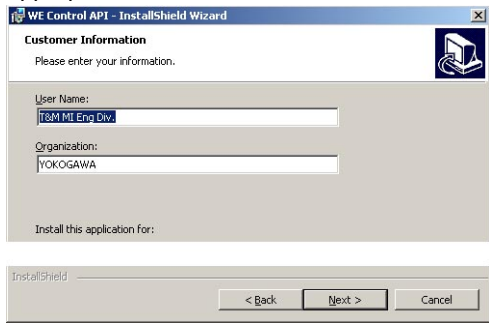 WE Control API - InstallShield Wizard
Customer Information
Please enter your information.
User Name:
T&M MI Eng Div.
Organization:
YOKOGAWA
Install this application for:
InstallShield
< Back Next > Cancel